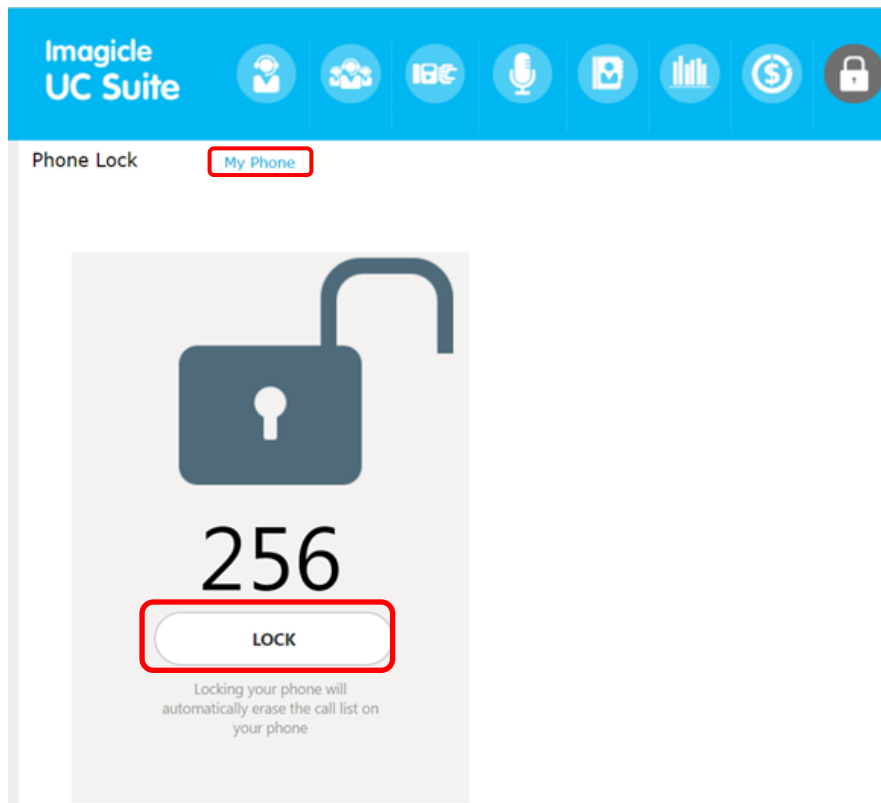 Imagicle
UC Suite
Phone Lock
My Phone
256
LOCK
Locking your phone will
automatically erase the call list on
your phone